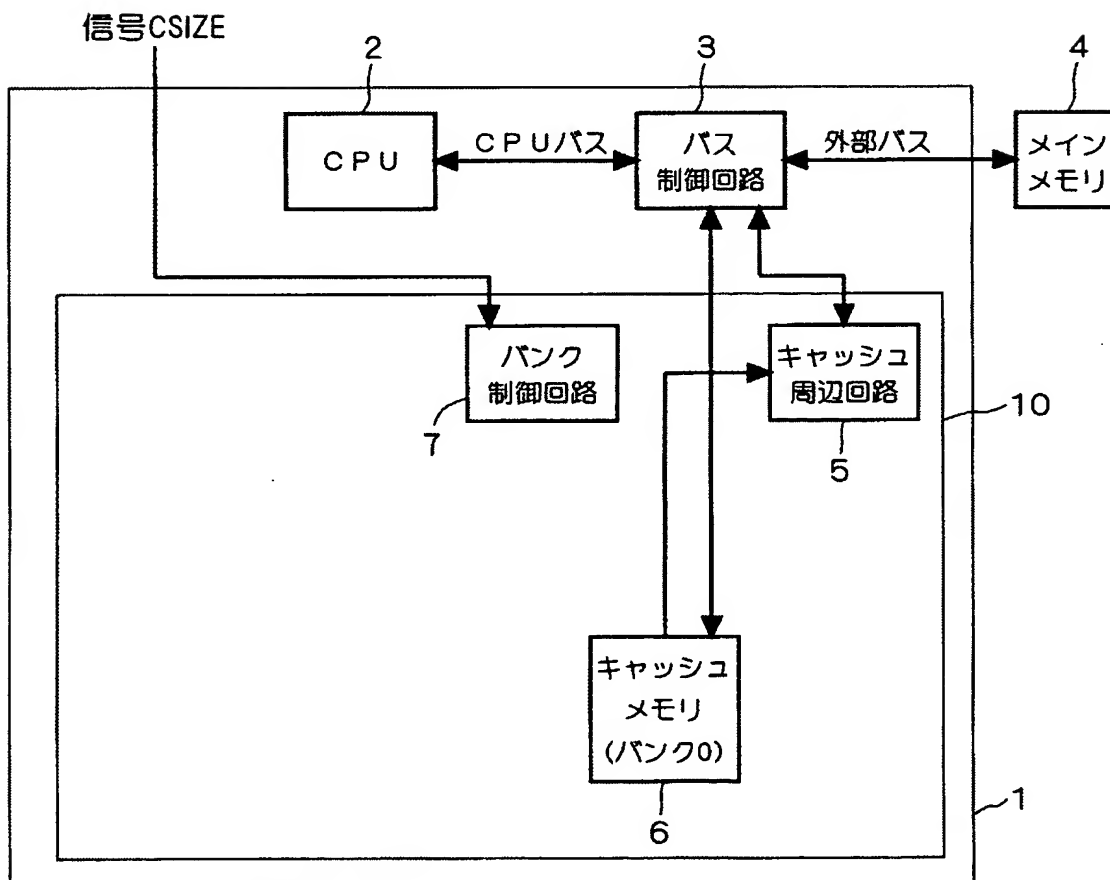 信号CSIZE
2
3
4
CPU
CPUバス
バス
制御回路
外部バス
メイン
メモリ
バンク
制御回路
7
キャッシュ
周辺回路
5
10
キャッシュ
メモリ
(バンク0)
6
1